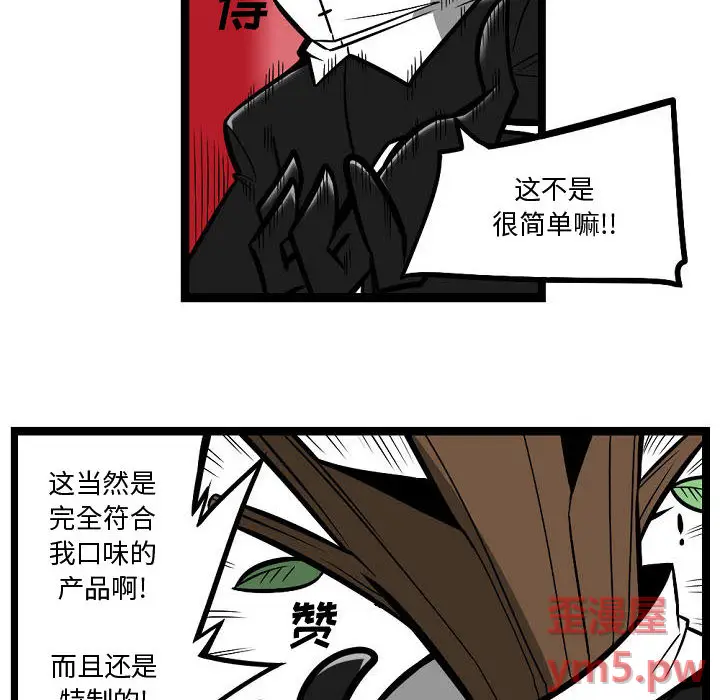 得
这不是
很简单嘛!!
这当然是
完全符合
我口味的
产品啊!
赞
而且还是
特制的!
歪漫屋
ym5.pw